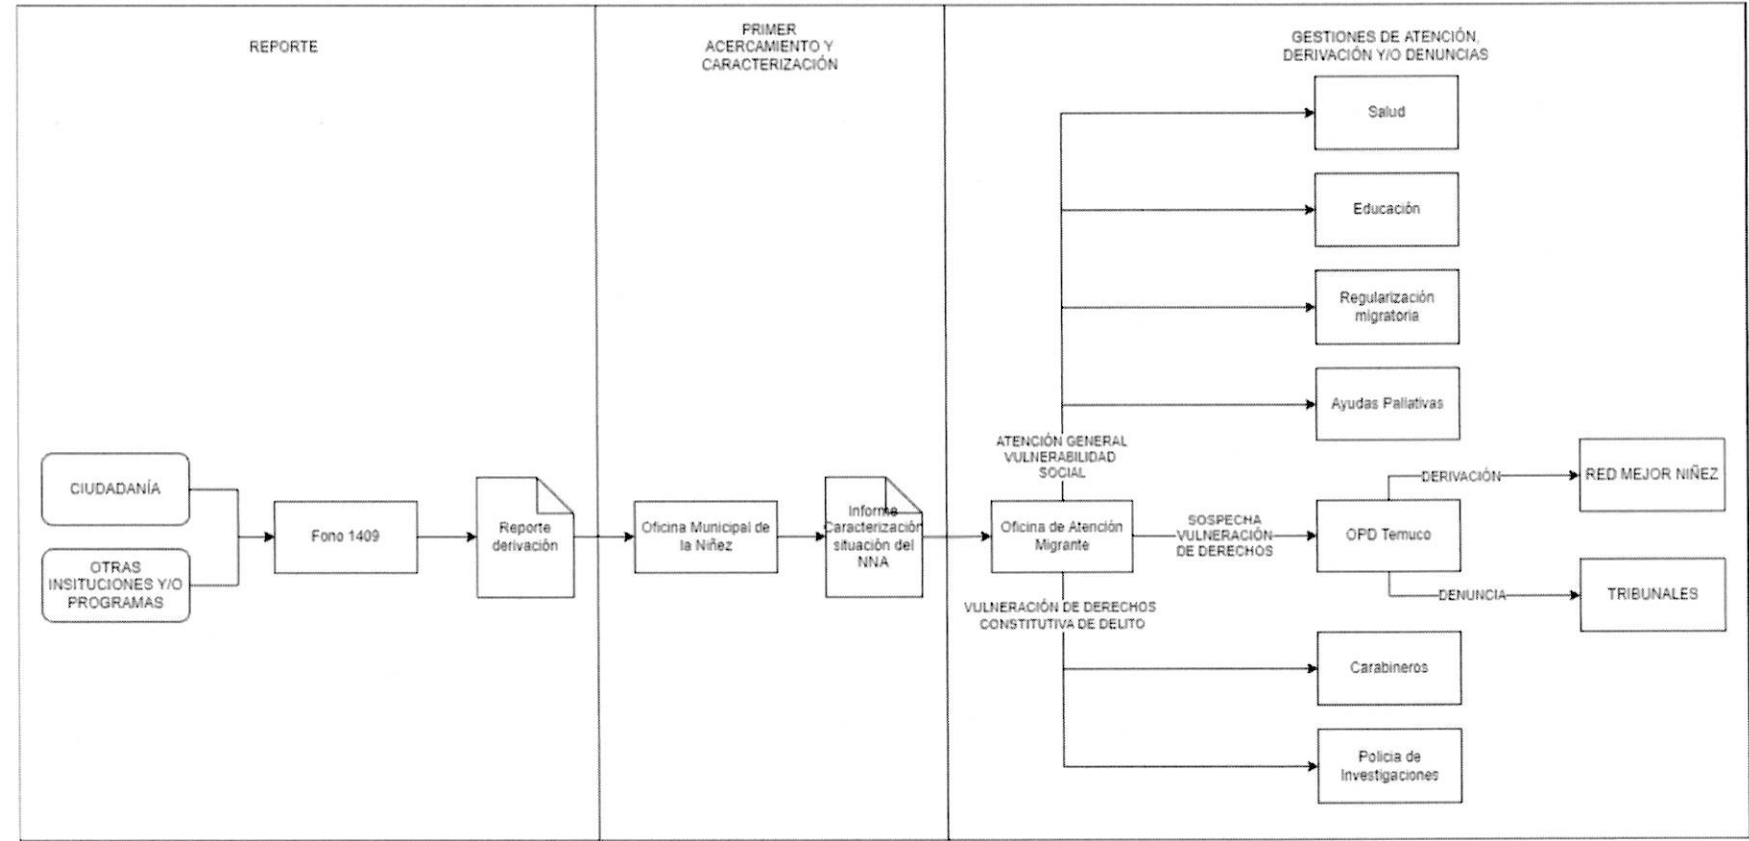 REPORTE
PRIMER
ACERCAMIENTO Y
CARACTERIZACIÓN
GESTIONES DE ATENCIÓN,
DERIVACIÓN Y/O DENUNCIAS
CIUDADANÍA
OTRAS
INSITUCIONES Y/O
PROGRAMAS
Fono 1409
Reporte
derivación
Oficina Municipal de
la Niñez
Informe
Caracterización
situación del
NNA
Oficina de Atención
Migrante
ATENCIÓN GENERAL
VULNERABILIDAD
SOCIAL
Salud
Educación
Regularización
migratoria
Ayudas Paliativas
SOSPECHA
VULNERACIÓN
DE DERECHOS
OPD Temuco
DERIVACIÓN
RED MEJOR NIÑEZ
DENUNCIA
TRIBUNALES
VULNERACIÓN DE DERECHOS
CONSTITUTIVA DE DELITO
Carabineros
Policia de
Investigaciones